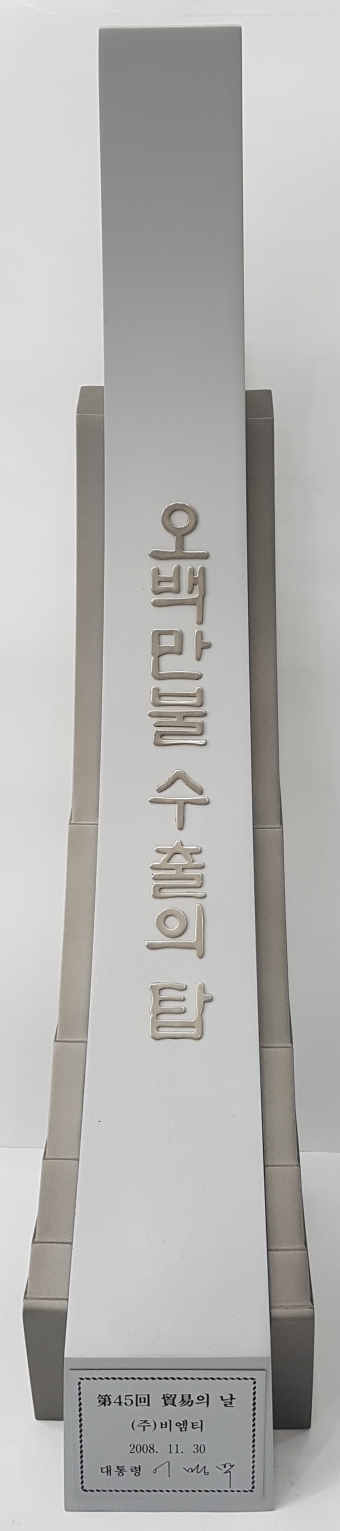 오백만불 수출의 탑
第45回 貿易의 날
(주)비엠티
2008. 11. 30
대통령